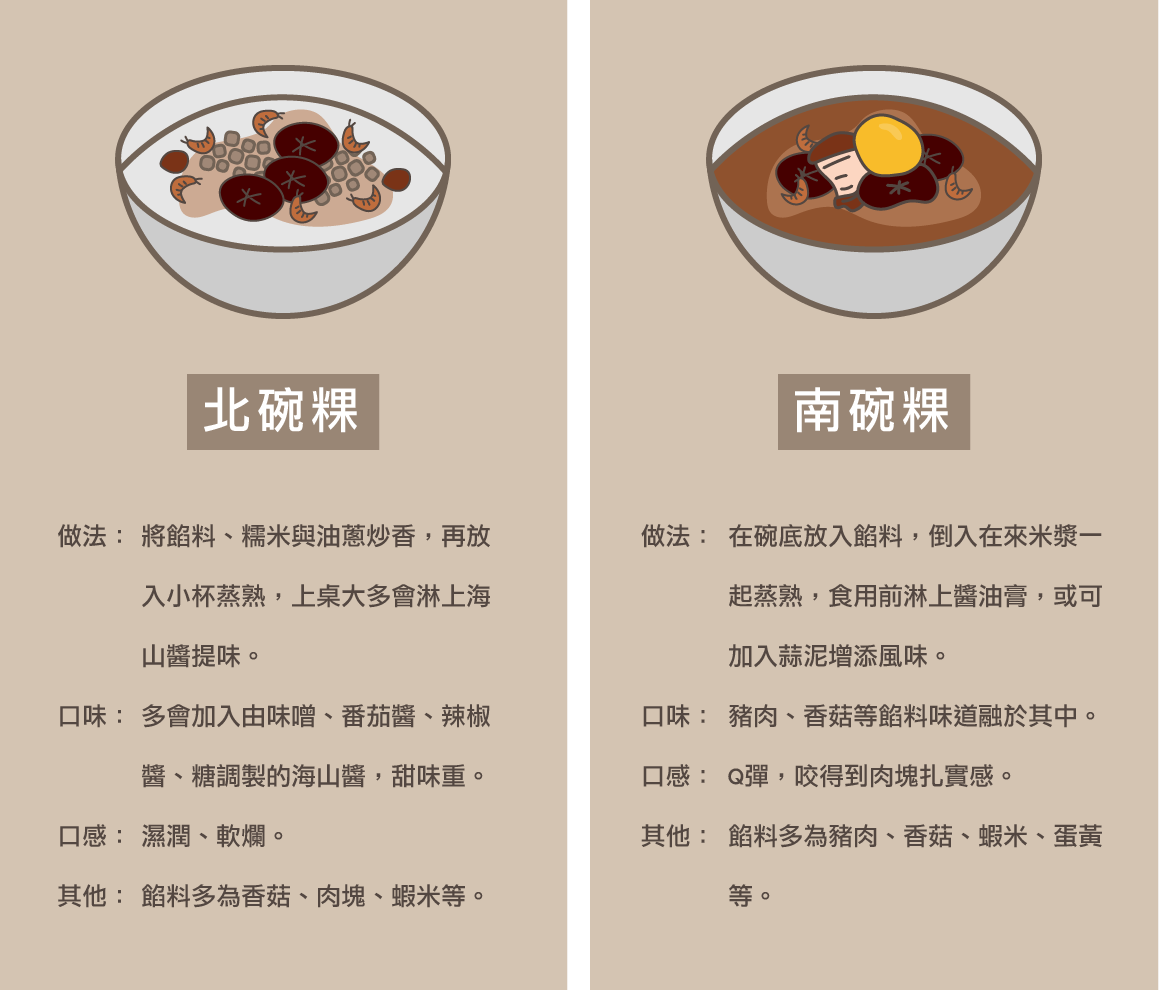 北碗粿
做法：將餡料、糯米與油蔥炒香，再放
入小杯蒸熟，上桌大多會淋上海
山醬提味。
口味：多會加入由味噌、番茄醬、辣椒
醬、糖調製的海山醬，甜味重。
口感：濕潤、軟爛。
其他：餡料多為香菇、肉塊、蝦米等。
南碗粿
做法：在碗底放入餡料，倒入在來米漿一
起蒸熟，食用前淋上醬油膏，或可
加入蒜泥增添風味。
口味：豬肉、香菇等餡料味道融於其中。
口感：Q彈，咬得到肉塊扎實感。
其他：餡料多為豬肉、香菇、蝦米、蛋黃
等。